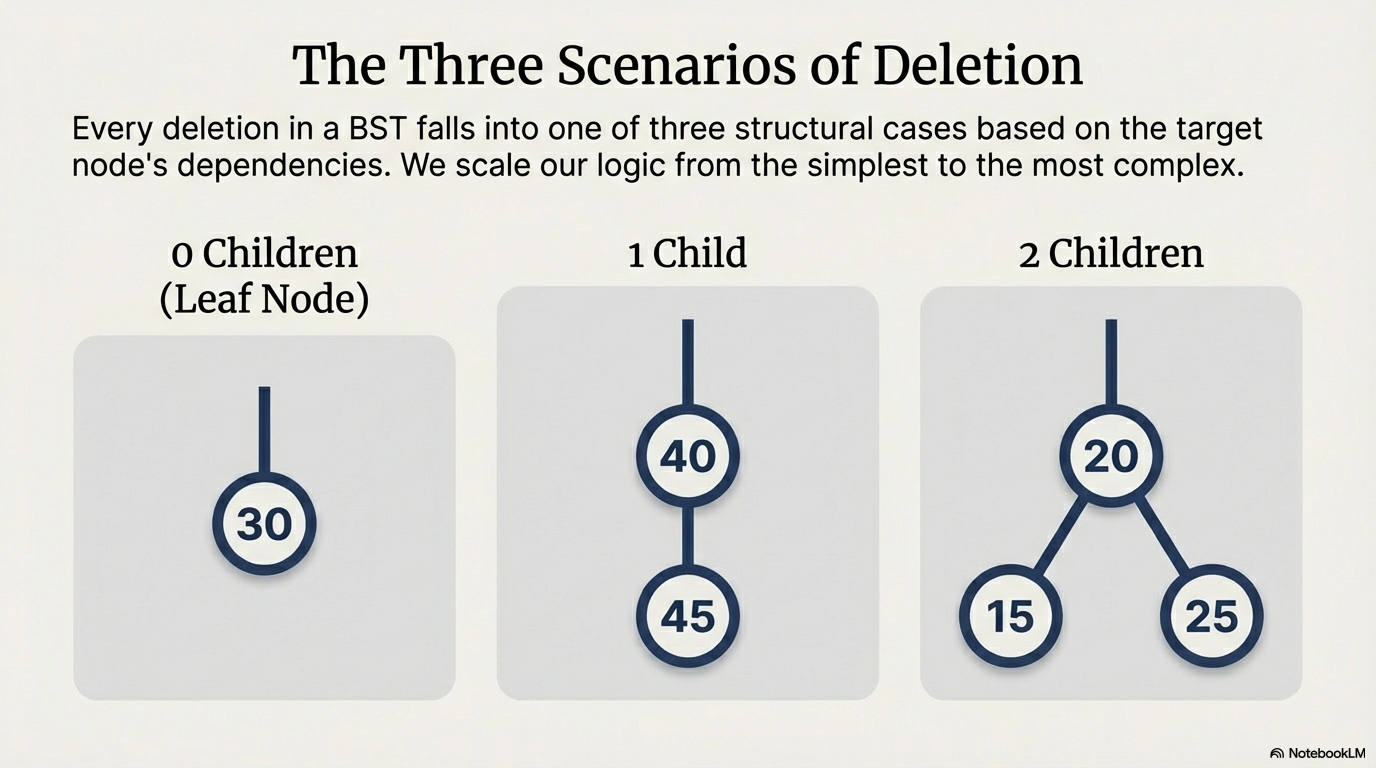 The Three Scenarios of Deletion
Every deletion in a BST falls into one of three structural cases based on the target
node's dependencies. We scale our logic from the simplest to the most complex.
0 Children
(Leaf Node)
30
1 Child
40
45
2 Children
20
15
25
NotebookLM